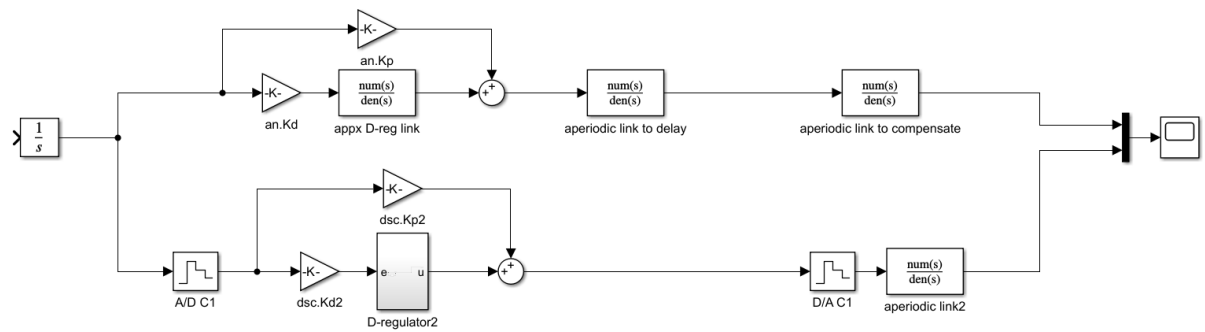 -K-
an.Kp
-K-
an.Kd
num(s)
den(s)
appx D-reg link
+
+
num(s)
den(s)
aperiodic link to delay
num(s)
den(s)
aperiodic link to compensate
1
s
-K-
dsc.Kp2
A/D C1
-K-
dsc.Kd2
e
u
D-regulator2
+
+
D/A C1
num(s)
den(s)
aperiodic link2